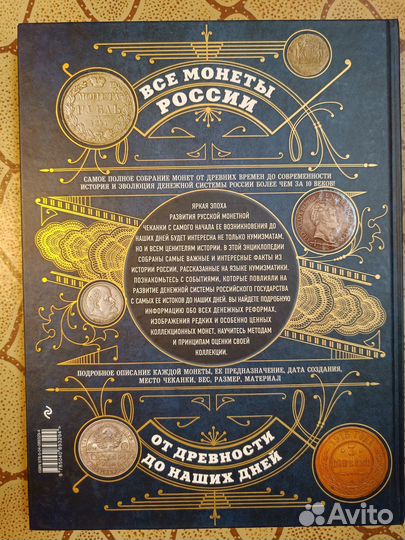 ВСЕ МОНЕТЫ
РОССИИ
МОНЕТА
РУБЛЬ
САМОЕ ПОЛНОЕ СОБРАНИЕ МОНЕТ ОТ ДРЕВНИХ ВРЕМЕН ДО СОВРЕМЕННОСТИ
ИСТОРИЯ И ЭВОЛЮЦИЯ ДЕНЕЖНОЙ СИСТЕМЫ РОССИИ БОЛЕЕ ЧЕМ ЗА 10 ВЕКОВ!
ЯРКАЯ ЭПОХА
РАЗВИТИЯ РУССКОЙ МОНЕТНОЙ
ЧЕКАНКИ С САМОГО НАЧАЛА ЕЕ ВОЗНИКНОВЕНИЯ ДО
НАШИХ ДНЕЙ БУДЕТ ИНТЕРЕСНА НЕ ТОЛЬКО НУМИЗМАТАМ,
НО И ВСЕМ ЦЕНИТЕЛЯМ ИСТОРИИ. В ЭТОЙ ЭНЦИКЛОПЕДИИ
СОБРАНЫ САМЫЕ ВАЖНЫЕ И ИНТЕРЕСНЫЕ ФАКТЫ ИЗ
ИСТОРИИ РОССИИ, РАССКАЗАННЫЕ НА ЯЗЫКЕ НУМИЗМАТИКИ.
ПОЗНАКОМЬТЕСЬ С СОБЫТИЯМИ, КОТОРЫЕ ПОВЛИЯЛИ НА
РАЗВИТИЕ ДЕНЕЖНОЙ СИСТЕМЫ РОССИЙСКОГО ГОСУДАРСТВА
С САМЫХ ЕЕ ИСТОКОВ ДО НАШИХ ДНЕЙ. ВЫ НАЙДЕТЕ ПОДРОБНУЮ
ИНФОРМАЦИЮ ОБО ВСЕХ ДЕНЕЖНЫХ РЕФОРМАХ,
ИЗОБРАЖЕНИЯ РЕДКИХ И ОСОБЕННО ЦЕННЫХ
КОЛЛЕКЦИОННЫХ МОНЕТ, НАУЧИТЕСЬ МЕТОДАМ
И ПРИНЦИПАМ ОЦЕНКИ СВОЕЙ
КОЛЛЕКЦИИ.
ПОДРОБНОЕ ОПИСАНИЕ КАЖДОЙ МОНЕТЫ, ЕЕ ПРЕДНАЗНАЧЕНИЕ, ДАТА СОЗДАНИЯ,
МЕСТО ЧЕКАНКИ, ВЕС, РАЗМЕР, МАТЕРИАЛ
ОТ ДРЕВНОСТИ
ДО НАШИХ ДНЕЙ
3
Avito